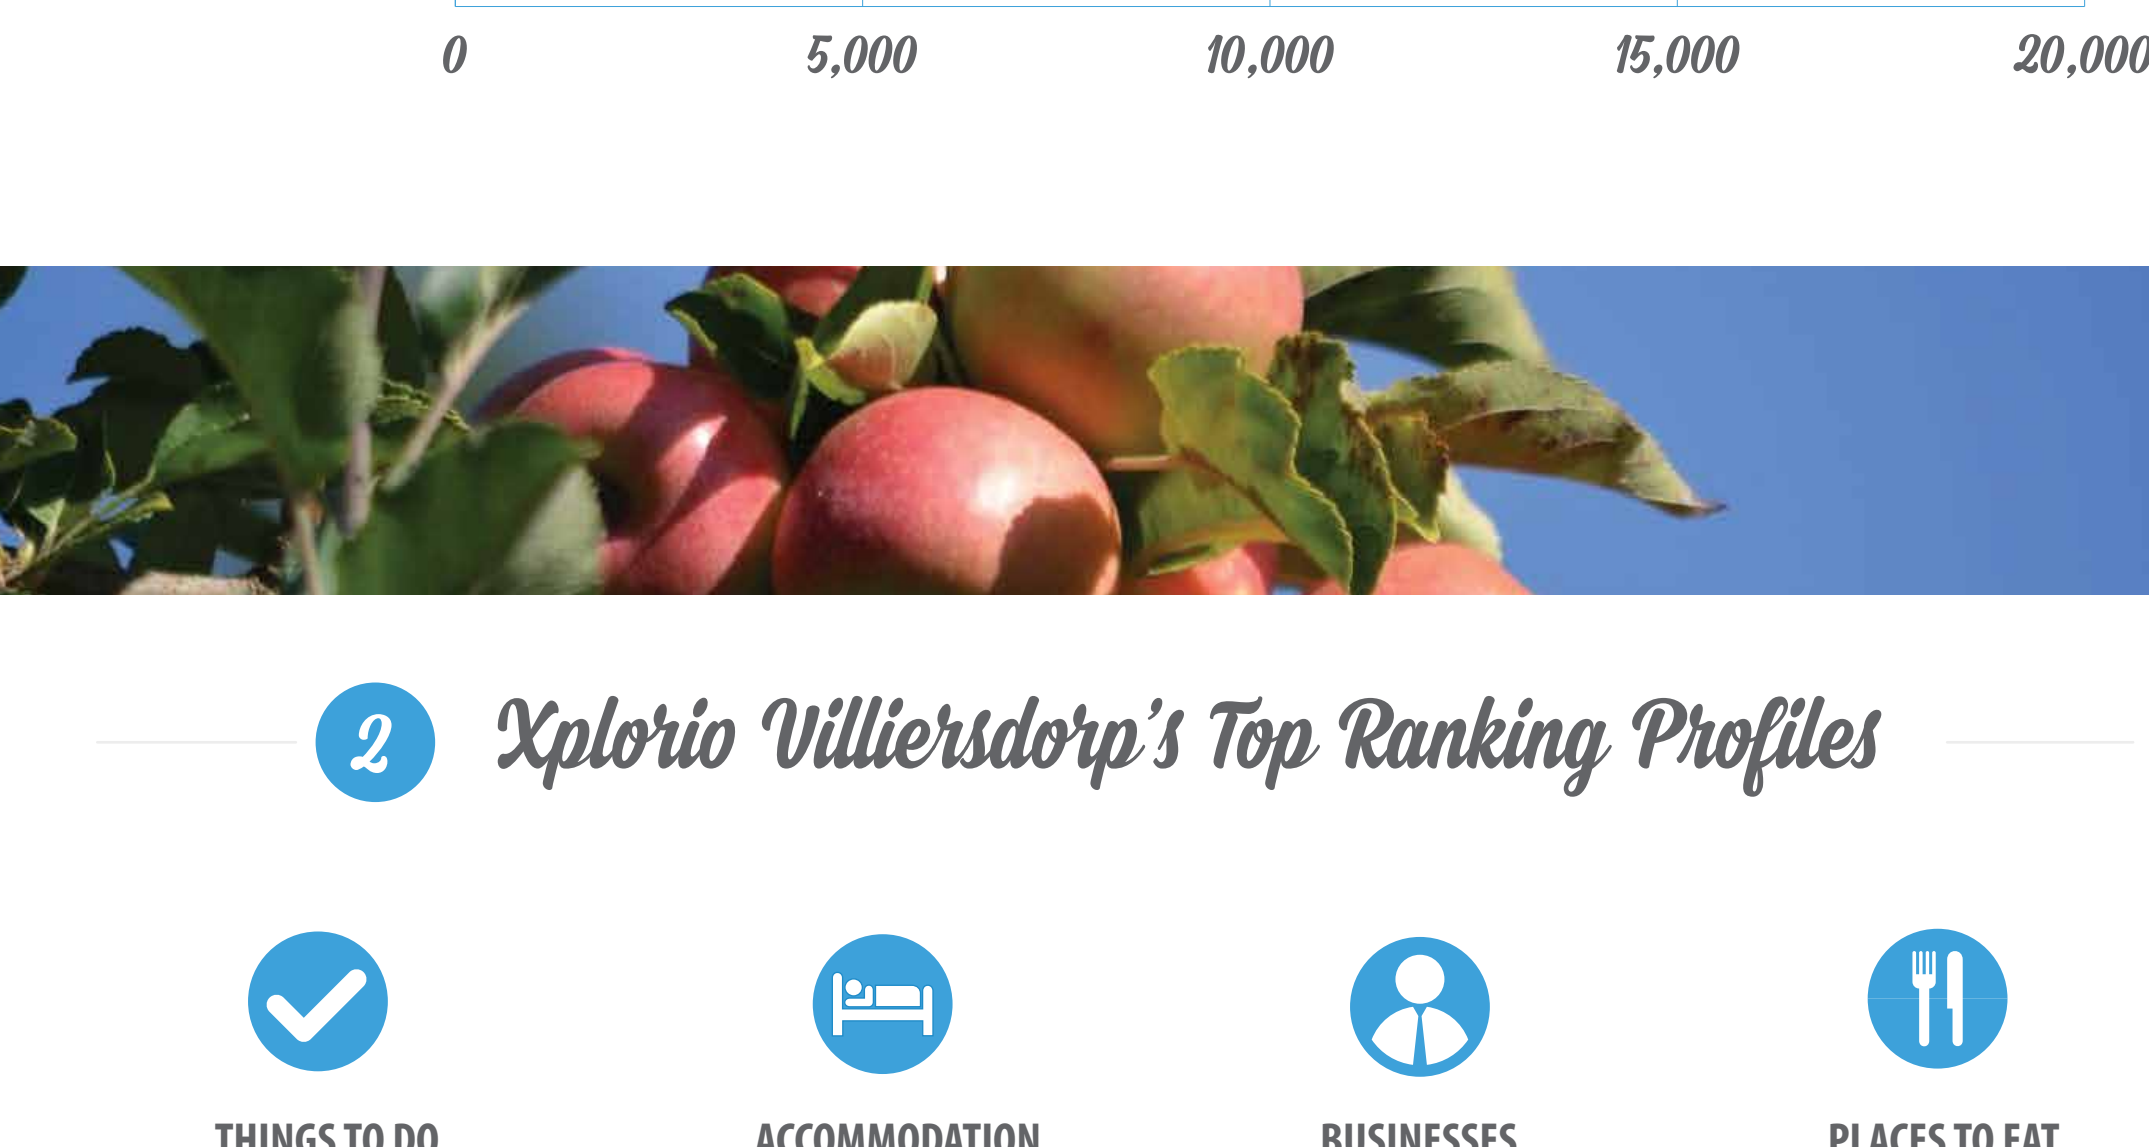 0 5,000 10,000 15,000 20,000
2 Xplorio Villiersdorp's Top Ranking Profiles
THINGS TO DO ACCOMMODATION BUSINESSES PLACES TO EAT